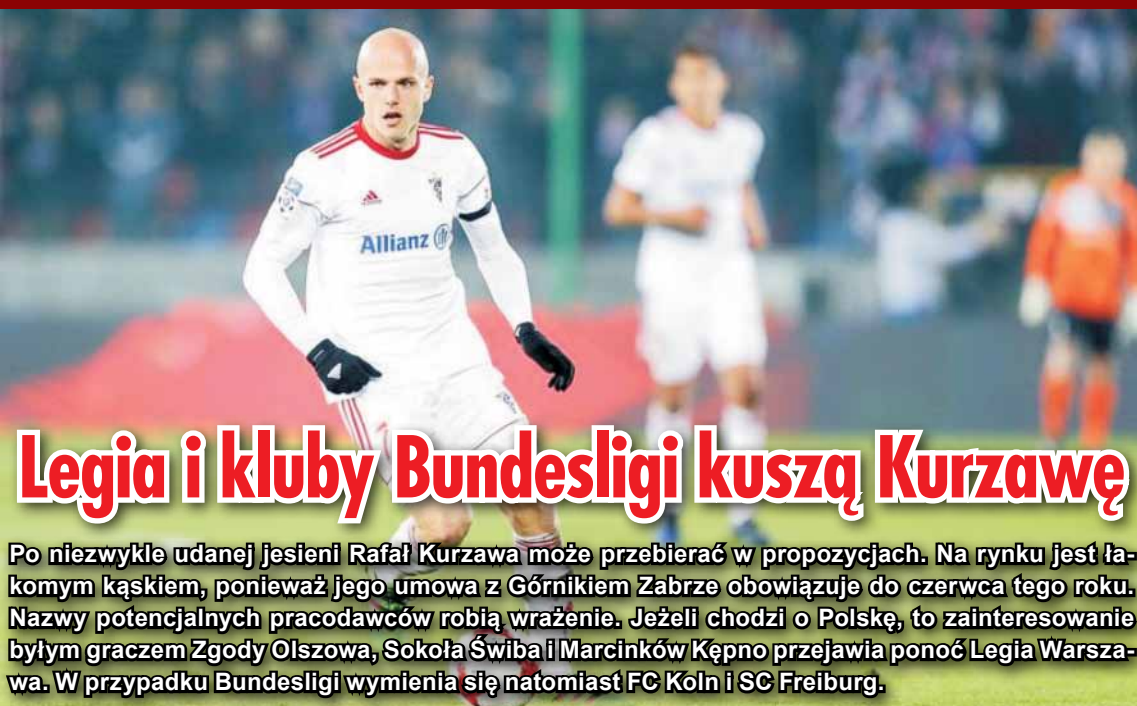 Allianz
Legia i kluby Bundesligi kuszą Kurzawę
Po niezwykle udanej jesieni Rafał Kurzawa może przebierać w propozycjach. Na rynku jest ła-
komym kąskiem, ponieważ jego umowa z Górnikiem Zabrze obowiązuje do czerwca tego roku.
Nazwy potencjalnych pracodawców robią wrażenie. Jeżeli chodzi o Polskę, to zainteresowanie
byłym graczem Zgody Olszowa, Sokoła Świba i Marcinków Kępno przejawia ponoć Legia Warsza-
wa. W przypadku Bundesligi wymienia się natomiast FC Koln i SC Freiburg.